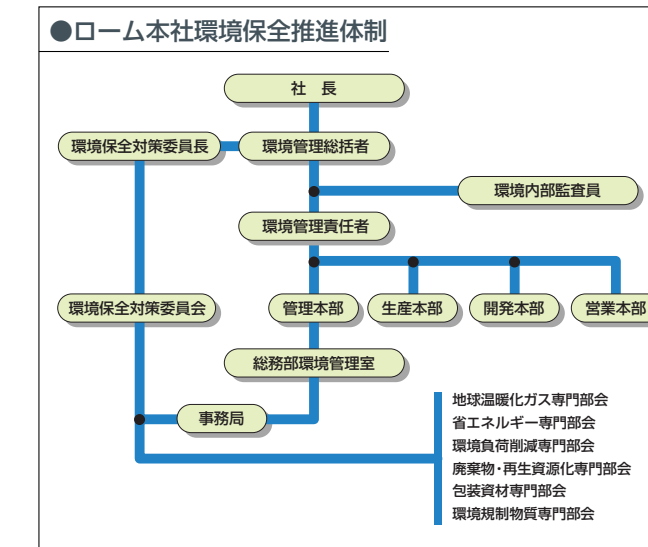 ●ローム本社環境保全推進体制
社 長
環境保全対策委員長
環境管理総括者
環境内部監査員
環境管理責任者
環境保全対策委員会
管理本部
生産本部
開発本部
営業本部
総務部環境管理室
事務局
地球温暖化ガス専門部会
省エネルギー専門部会
環境負荷削減専門部会
廃棄物・再生資源化専門部会
包装資材専門部会
環境規制物質専門部会